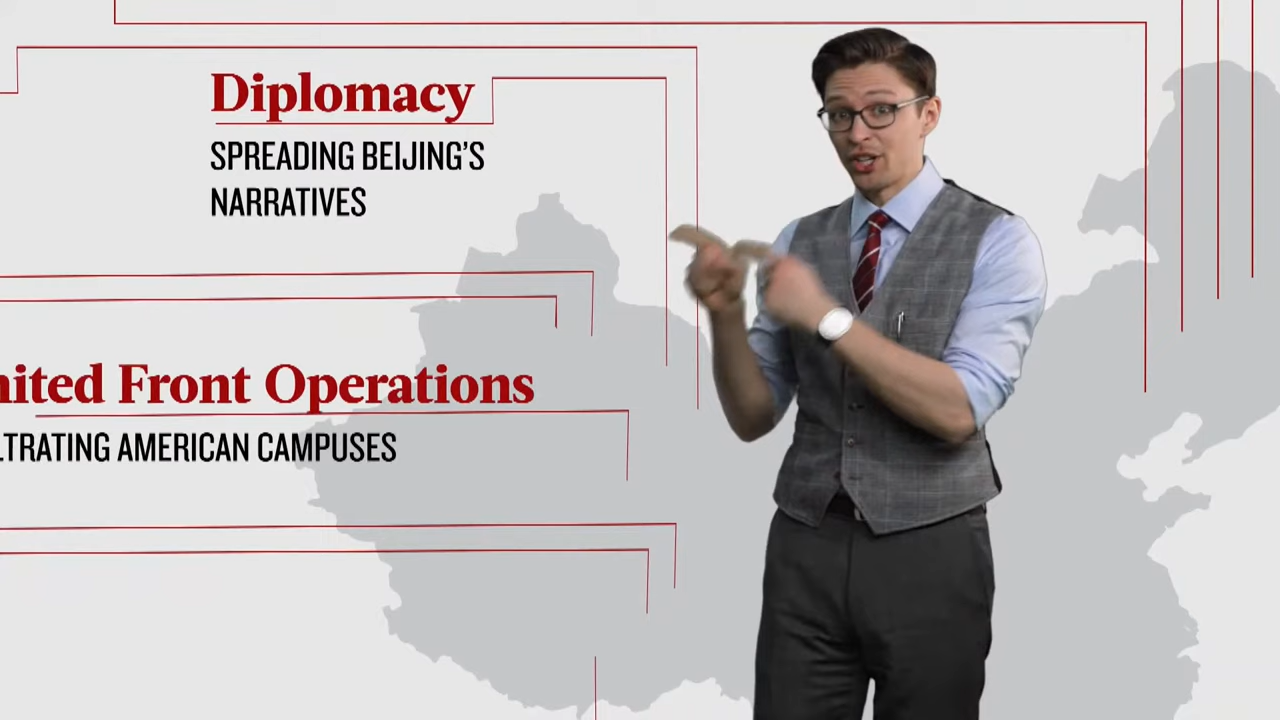 Diplomacy
SPREADING BEIJING'S
NARRATIVES
nited Front Operations
LTRATING AMERICAN CAMPUSES